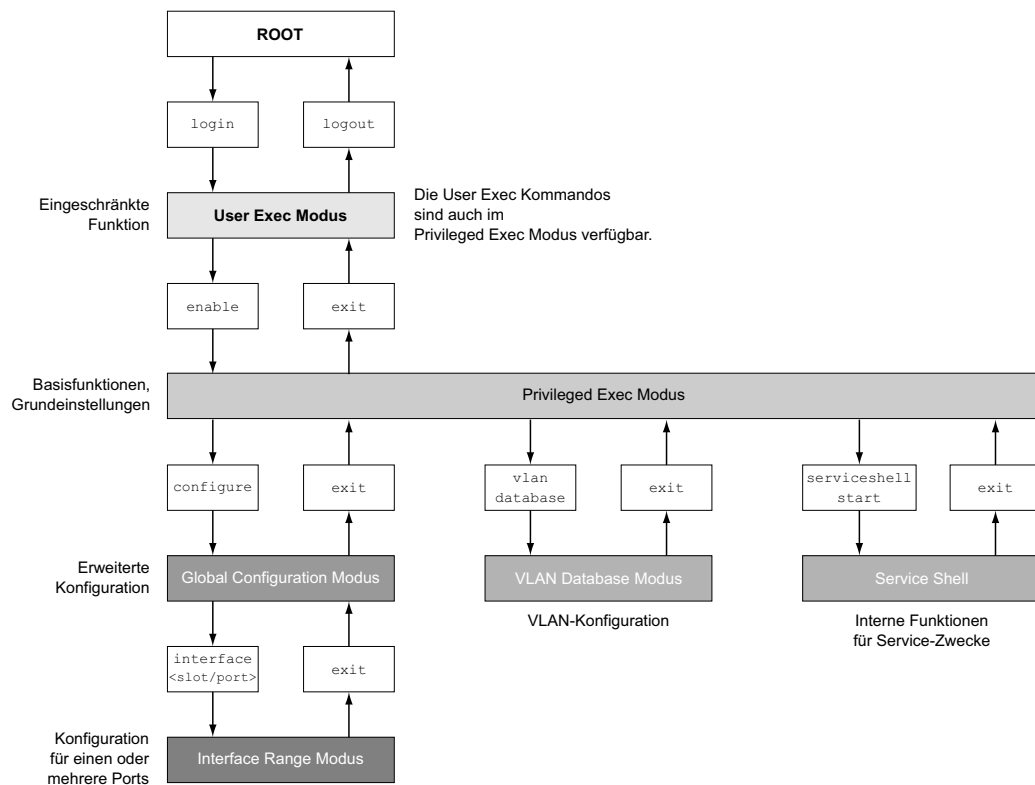 ROOT
login
logout
Eingeschränkte
Funktion
User Exec Modus
Die User Exec Kommandos
sind auch im
Privileged Exec Modus verfügbar.
enable
exit
Basisfunktionen,
Grundeinstellungen
Privileged Exec Modus
configure
exit
vlan
database
exit
serviceshell
start
exit
Erweiterte
Konfiguration
Global Configuration Modus
VLAN Database Modus
Service Shell
VLAN-Konfiguration
Interne Funktionen
für Service-Zwecke
interface
<slot/port>
exit
Konfiguration
für einen oder
mehrere Ports
Interface Range Modus